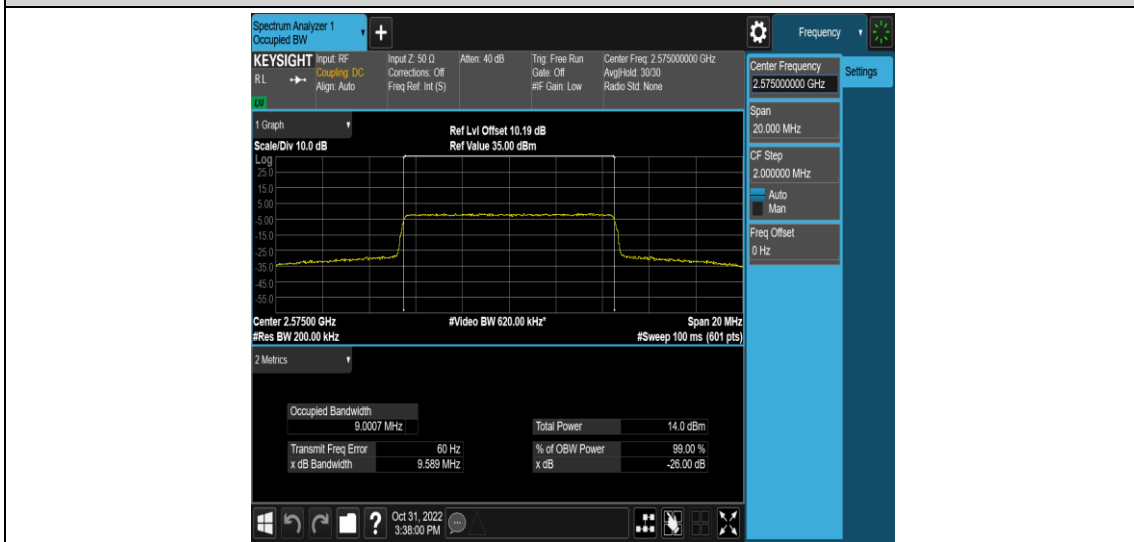 Spectrum Analyzer 1
Occupied BW
+
Frequency
KEYSIGHT
RL
Input: RF
Coupling: DC
Align: Auto
Input Z: 50 Ω
Corrections: Off
Freq Ref: Int (S)
Atten: 40 dB
Trig: Free Run
Gate: Off
#IF Gain: Low
Center Freq: 2.575000000 GHz
Avg|Hold: 30/30
Radio Std: None
Center Frequency
2.575000000 GHz
Settings
Span
20.000 MHz
CF Step
2.000000 MHz
Auto
Man
Freq Offset
0 Hz
1 Graph
Scale/Div 10.0 dB
Ref Lvl Offset 10.19 dB
Ref Value 35.00 dBm
Log
25.0
15.0
5.00
-5.00
-15.0
-25.0
-35.0
-45.0
-55.0
Center 2.57500 GHz
#Res BW 200.00 kHz
#Video BW 620.00 kHz*
Span 20 MHz
#Sweep 100 ms (601 pts)
2 Metrics
Occupied Bandwidth
9.0007 MHz
Total Power 14.0 dBm
Transmit Freq Error 60 Hz
% of OBW Power 99.00 %
x dB Bandwidth 9.589 MHz
x dB -26.00 dB
?
Oct 31, 2022
3:38:00 PM